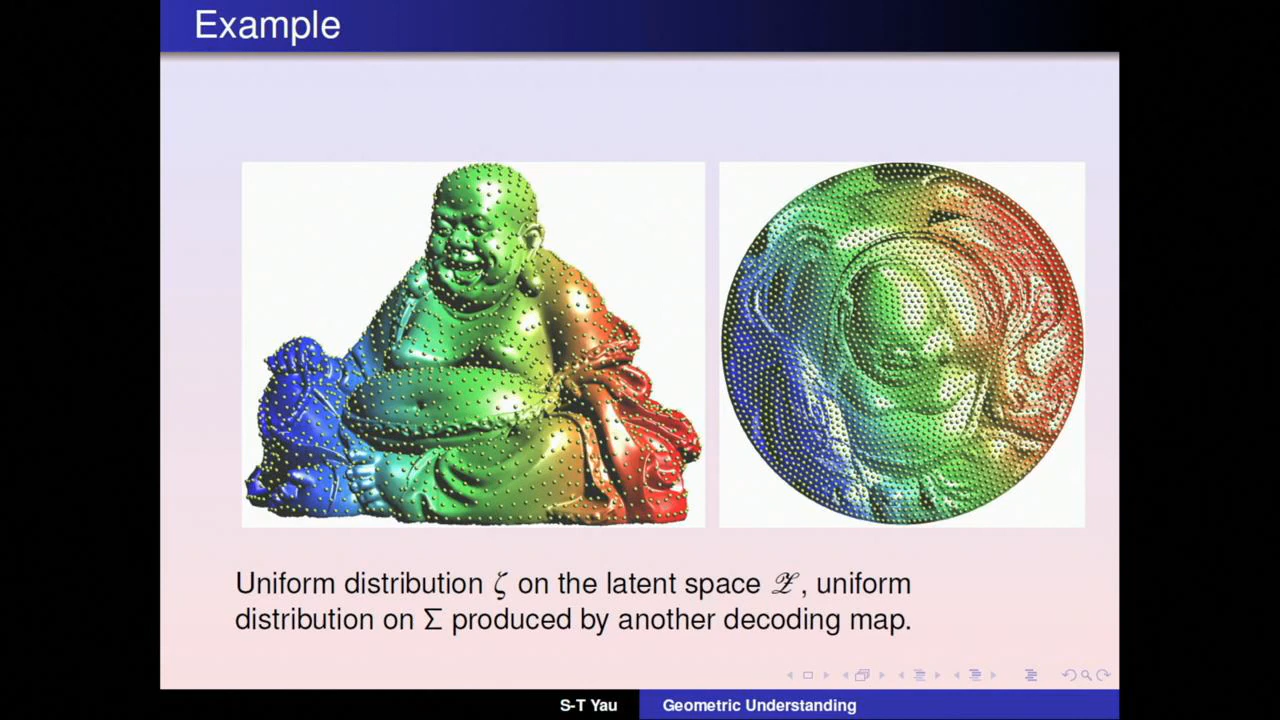 Example
Uniform distribution ζ on the latent space 𝒵, uniform
distribution on Σ produced by another decoding map.
S-T Yau
Geometric Understanding